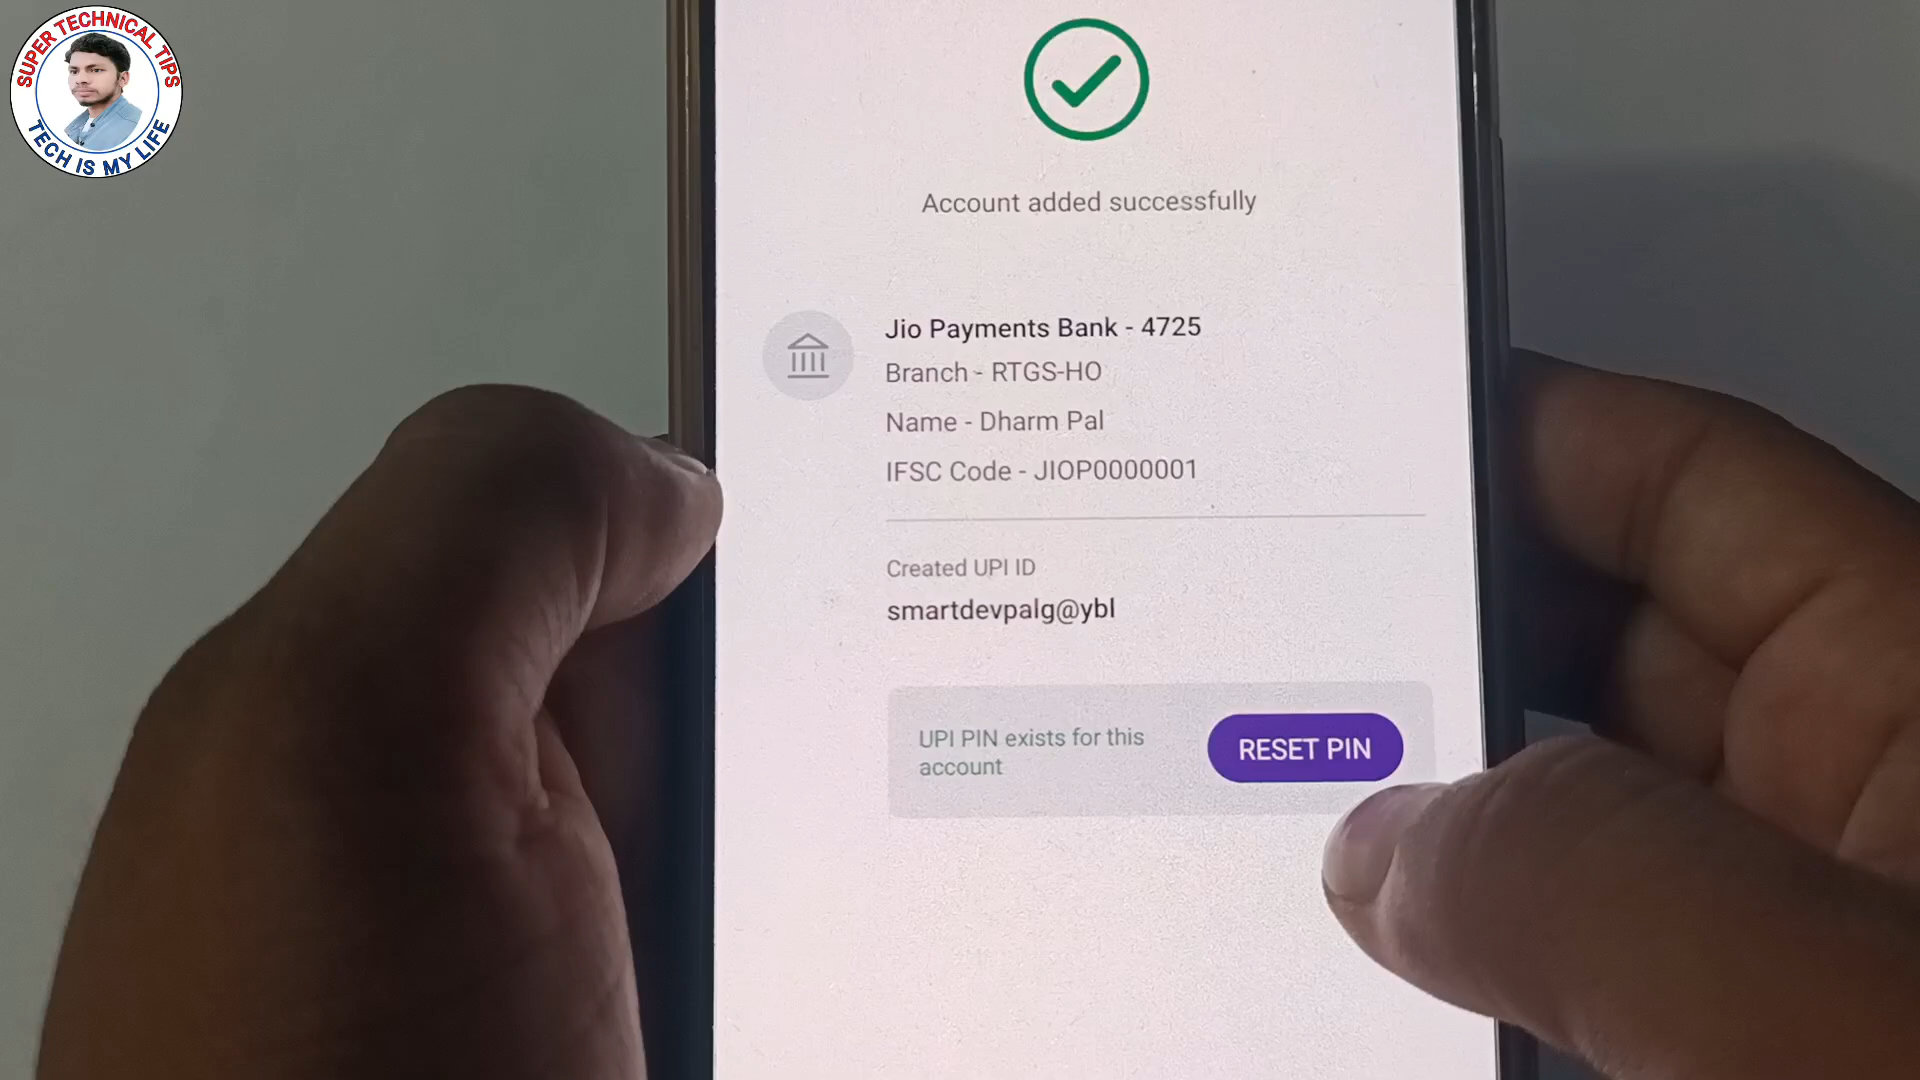 SUPER TECHNICAL TIPS
TECH IS MY LIFE
Account added successfully
Jio Payments Bank - 4725
Branch - RTGS-HO
Name - Dharm Pal
IFSC Code - JIOP0000001
Created UPI ID
smartdevpalg@ybl
UPI PIN exists for this
account
RESET PIN